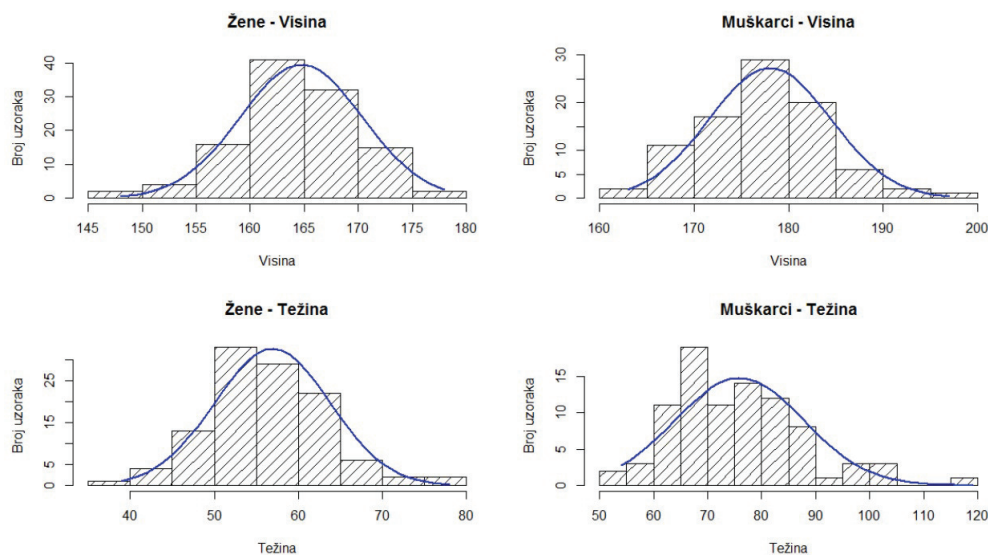 Žene - Visina
Broj uzoraka
0 10 20 30 40
145 150 155 160 165 170 175 180
Visina
Muškarci - Visina
Broj uzoraka
0 5 10 20 30
160 170 180 190 200
Visina
Žene - Težina
Broj uzoraka
0 5 15 25
40 50 60 70 80
Težina
Muškarci - Težina
Broj uzoraka
0 5 10 15
50 60 70 80 90 100 110 120
Težina